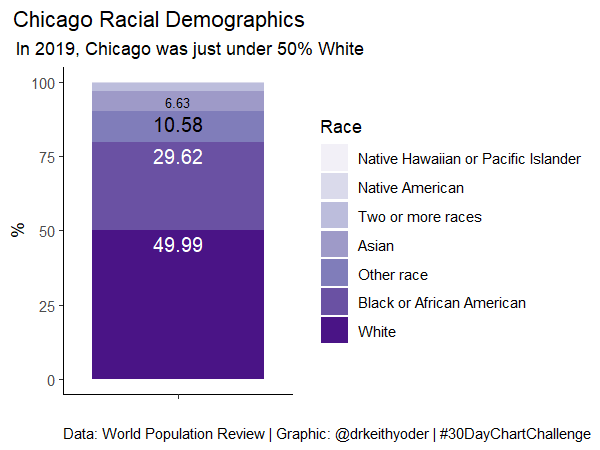 Chicago Racial Demographics
In 2019, Chicago was just under 50% White
100
75
50
25
0
%
6.63
10.58
29.62
49.99
Race
Native Hawaiian or Pacific Islander
Native American
Two or more races
Asian
Other race
Black or African American
White
Data: World Population Review | Graphic: @drkeithyoder | #30DayChartChallenge